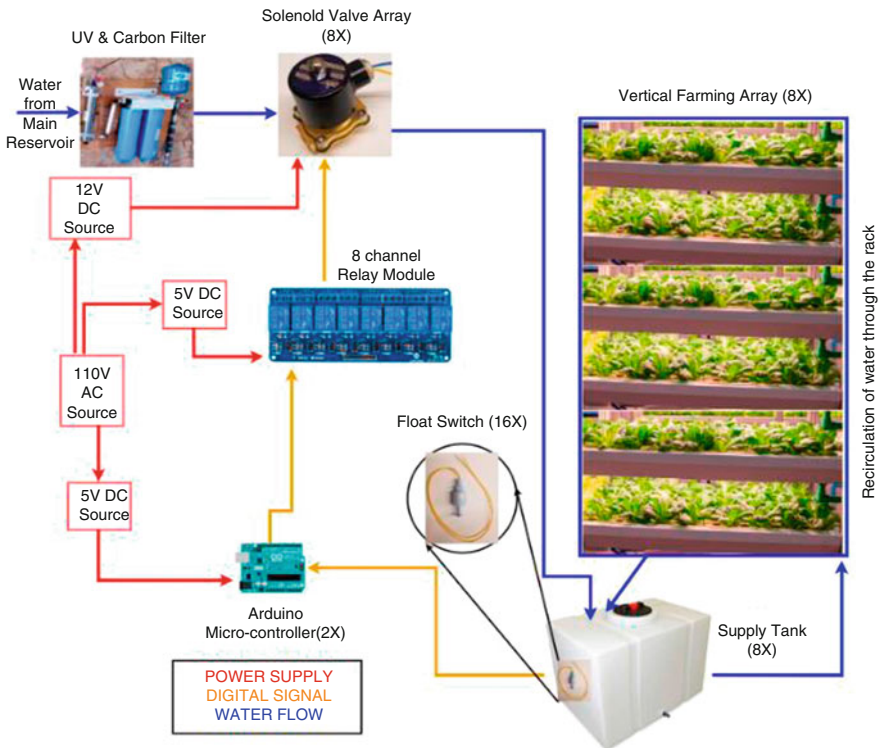 Solenold Valve Array
(8X)
UV & Carbon Filter
Water
from
Main
Reservoir
Vertical Farming Array (8X)
12V
DC
Source
8 channel
Relay Module
5V DC
Source
110V
AC
Source
Recirculation of water through the rack
Float Switch (16X)
5V DC
Source
Arduino
Micro-controller(2X)
Supply Tank
(8X)
POWER SUPPLY
DIGITAL SIGNAL
WATER FLOW